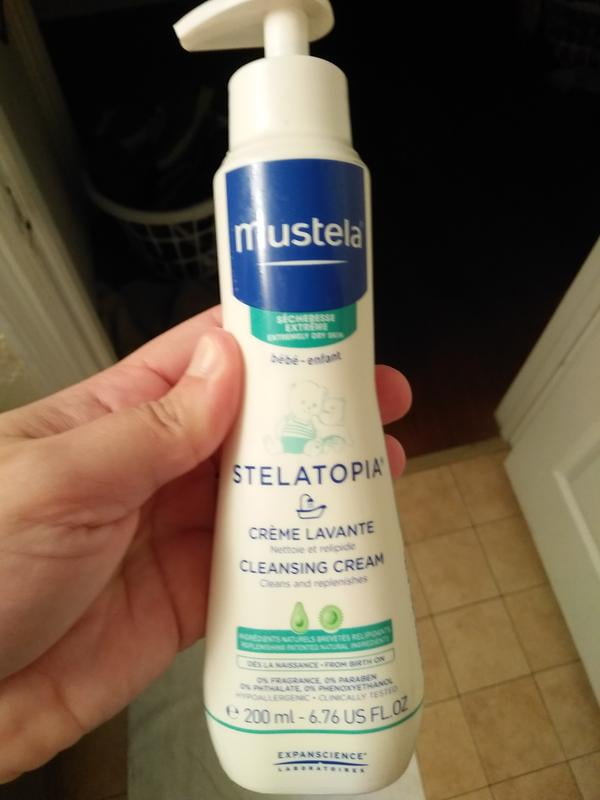 mustela
SÉCHERESSE
EXTRÊME
EXTREMELY DRY SKIN
bébé-enfant
STELATOPIA®
CRÈME LAVANTE
Nettoie et relipide
CLEANSING CREAM
Cleans and replenishes
INGRÉDIENTS NATURELS BREVETÉS RELIPIDANTS
REPLENISHING PATENTED NATURAL INGREDIENTS
DÈS LA NAISSANCE • FROM BIRTH ON
0% FRAGRANCE, 0% PARABEN
0% PHTHALATE, 0% PHENOXYETHANOL
HYPOALLERGENIC • CLINICALLY TESTED
℮ 200 ml - 6.76 US FL.OZ
EXPANSCIENCE®
LABORATOIRES